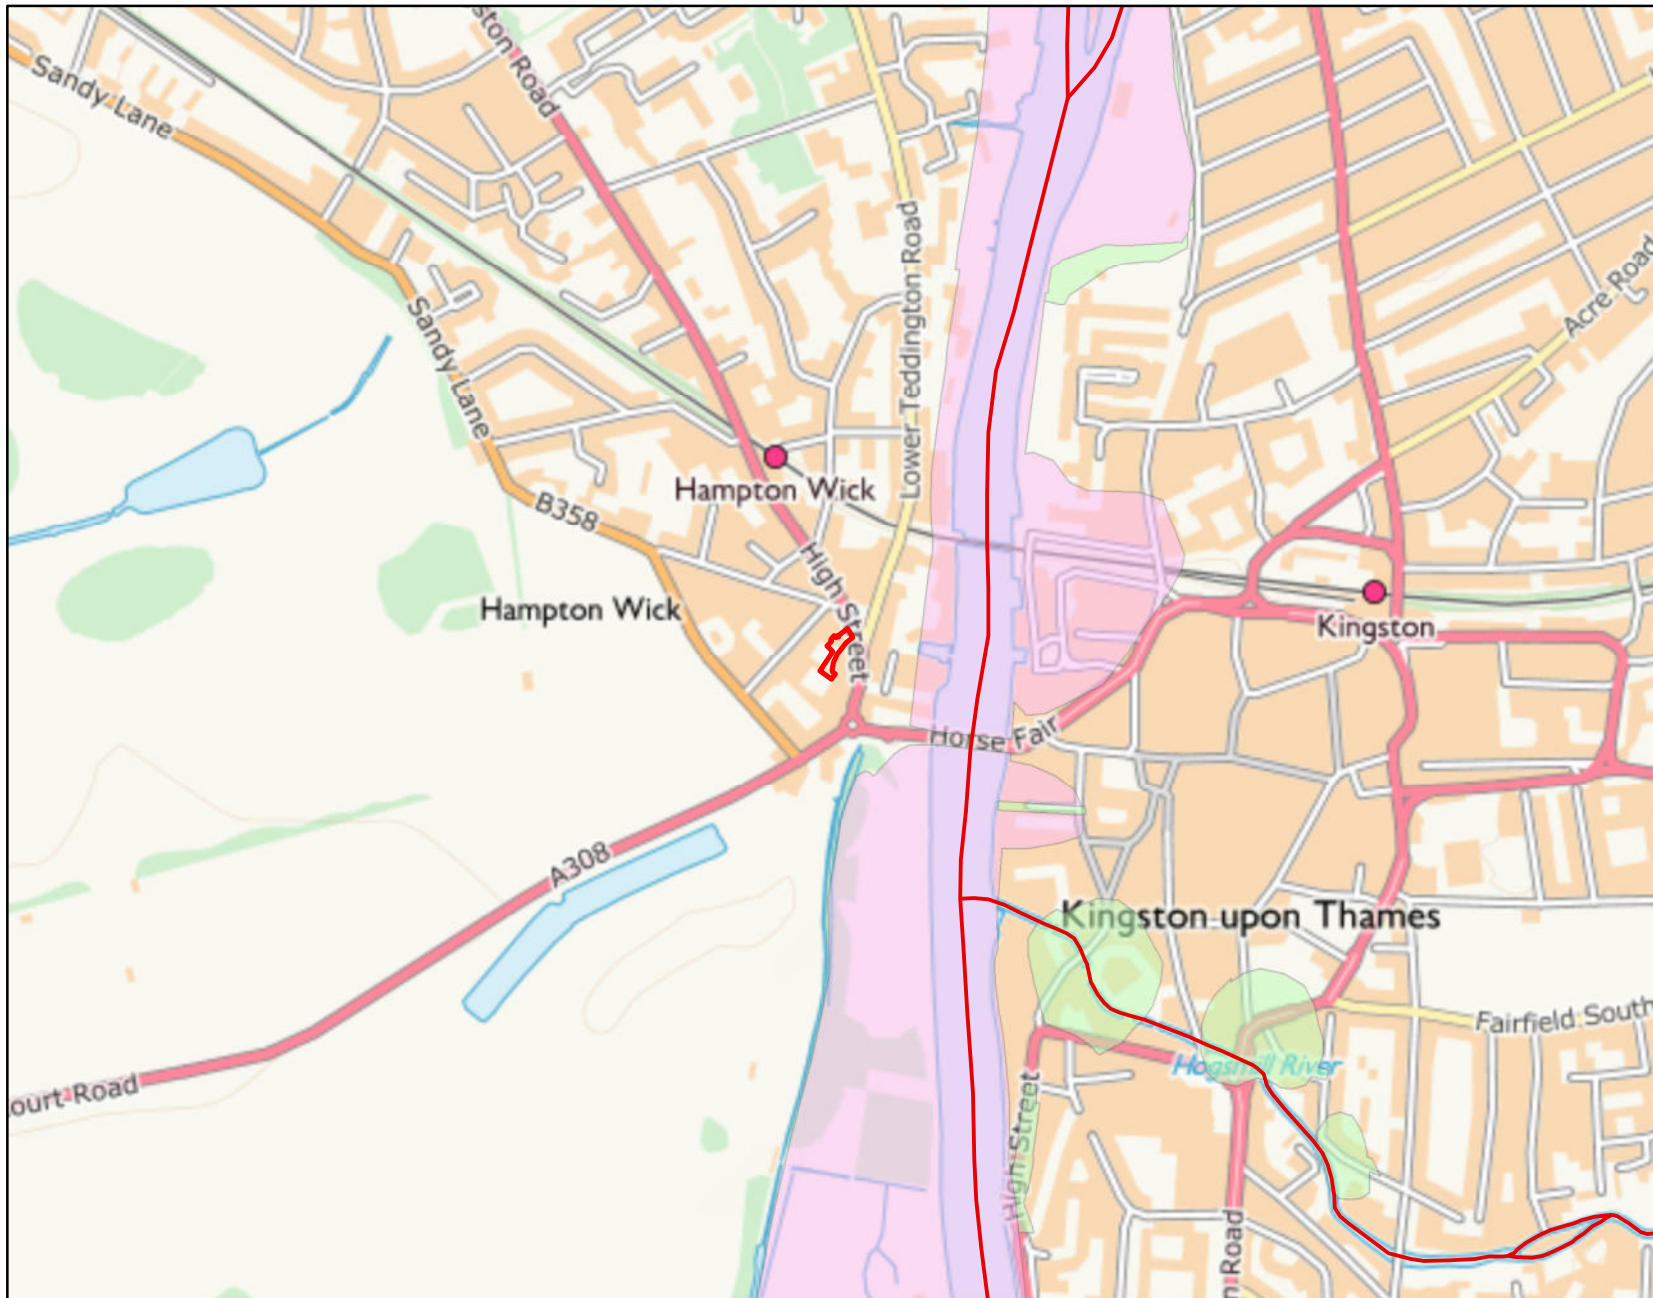 ston Road
Sandy Lane
Lower Teddington Road
Acre Road
Sandy Lane
Hampton Wick
B358
High Street
Hampton Wick
Kingston
Horse Fair
A308
Kingston upon Thames
Fairfield South
Hogsmill River
ourt Road
High Street
n Road